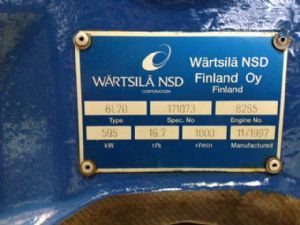 WÄRTSILÄ NSD
CORPORATION
Wärtsilä NSD
Finland Oy
Finland
6L20 171073 8265
Type Spec. No Engine No
595 16.7 1000 11/1997
kW r/s r/min Manufactured